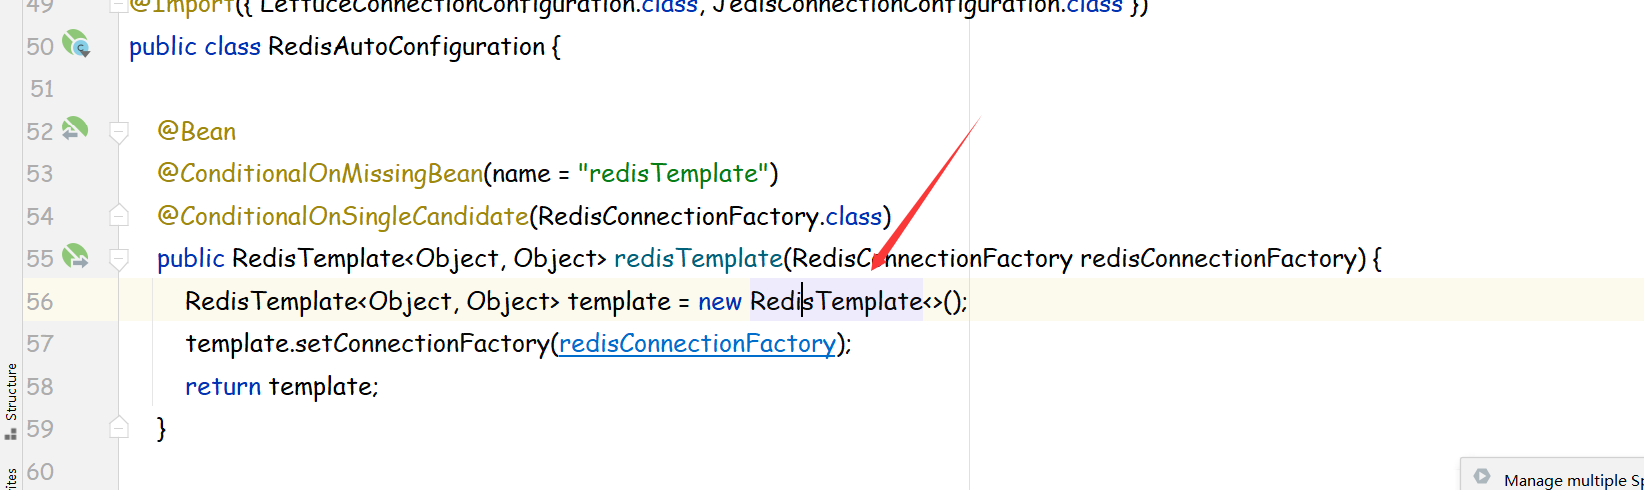 49 @Import({ LettuceConnectionConfiguration.class, JedisConnectionConfiguration.class })
50 public class RedisAutoConfiguration {
51
52 @Bean
53 @ConditionalOnMissingBean(name = "redisTemplate")
54 @ConditionalOnSingleCandidate(RedisConnectionFactory.class)
55 public RedisTemplate<Object, Object> redisTemplate(RedisConnectionFactory redisConnectionFactory) {
56 RedisTemplate<Object, Object> template = new RedisTemplate<>();
57 template.setConnectionFactory(redisConnectionFactory);
58 return template;
59 }
60
Structure
Manage multiple